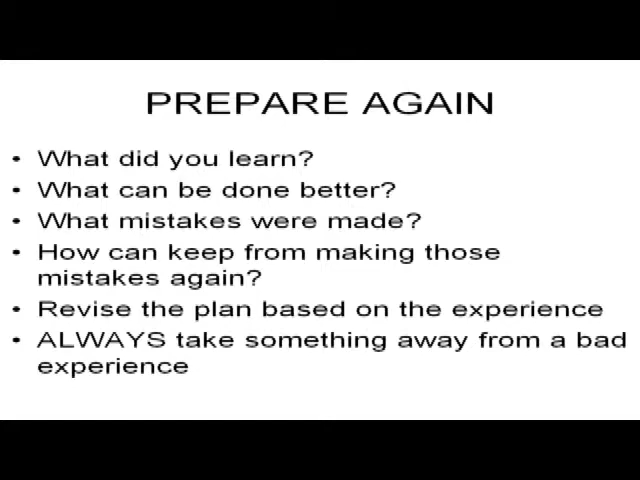 PREPARE AGAIN
• What did you learn?
• What can be done better?
• What mistakes were made?
• How can keep from making those
mistakes again?
• Revise the plan based on the experience
• ALWAYS take something away from a bad
experience